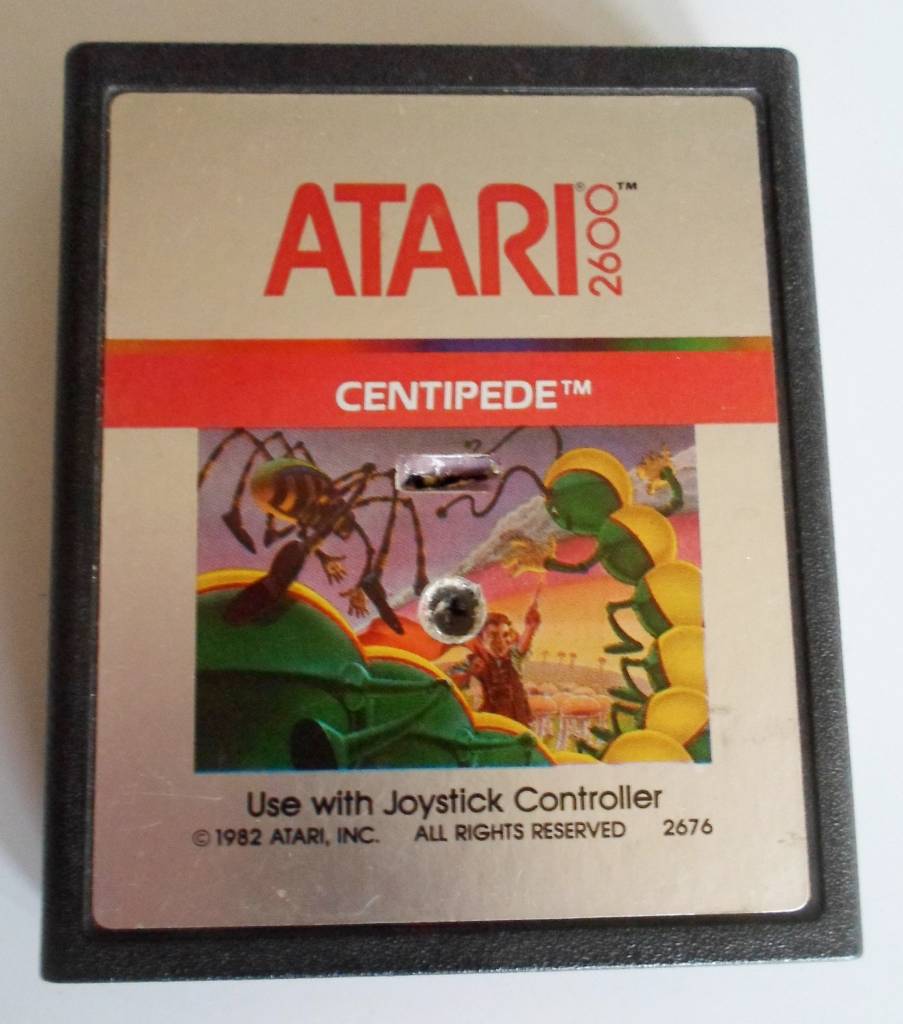 ATARI® 2600™
CENTIPEDE™
Use with Joystick Controller
© 1982 ATARI, INC. ALL RIGHTS RESERVED 2676